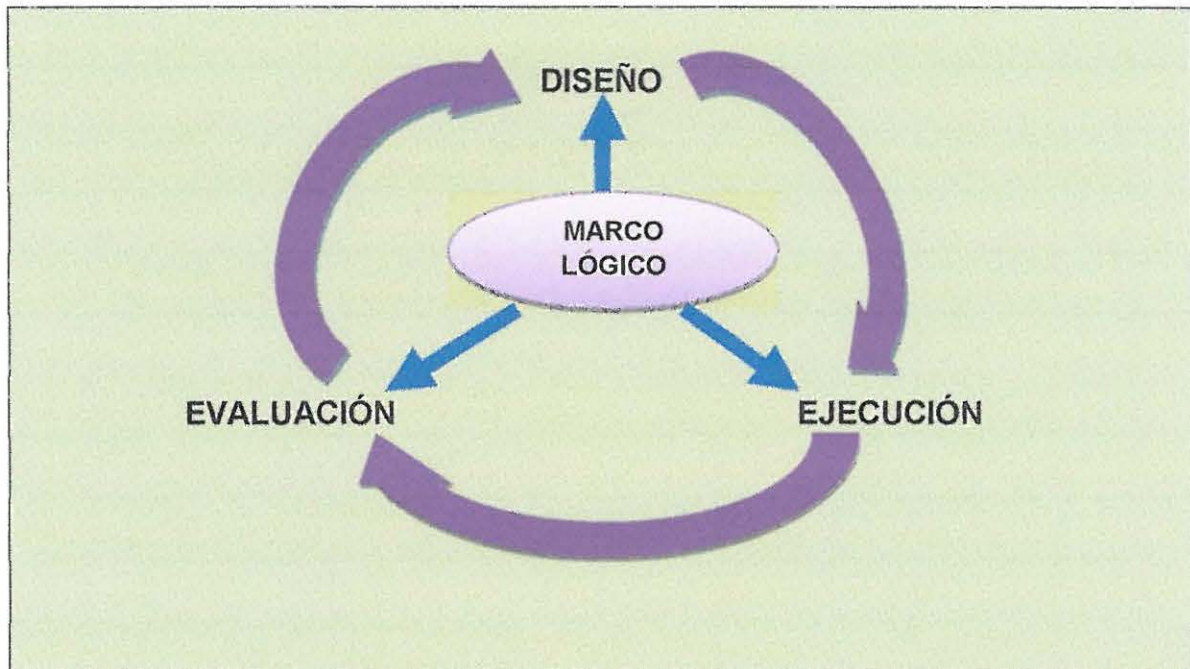 DISEÑO
MARCO
LÓGICO
EVALUACIÓN
EJECUCIÓN